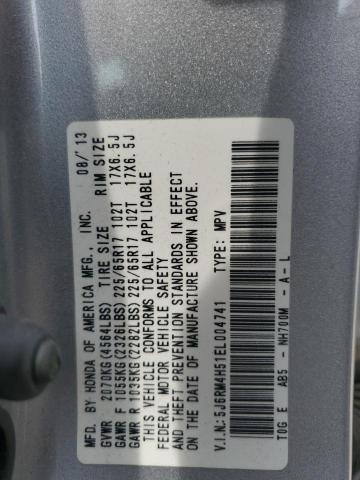 MFD. BY HONDA OF AMERICA MFG., INC. 08/'13
GVWR 2070KG(4564LBS) TIRE SIZE RIM SIZE
GAWR F 1055KG(2326LBS) 225/65R17 102T 17X6.5J
GAWR R 1035KG(2282LBS) 225/65R17 102T 17X6.5J
THIS VEHICLE CONFORMS TO ALL APPLICABLE
FEDERAL MOTOR VEHICLE SAFETY
AND THEFT PREVENTION STANDARDS IN EFFECT
ON THE DATE OF MANUFACTURE SHOWN ABOVE.
V.I.N:5J6RM4H51EL004741 TYPE: MPV
T0G E AB5 - NH700M - A - L